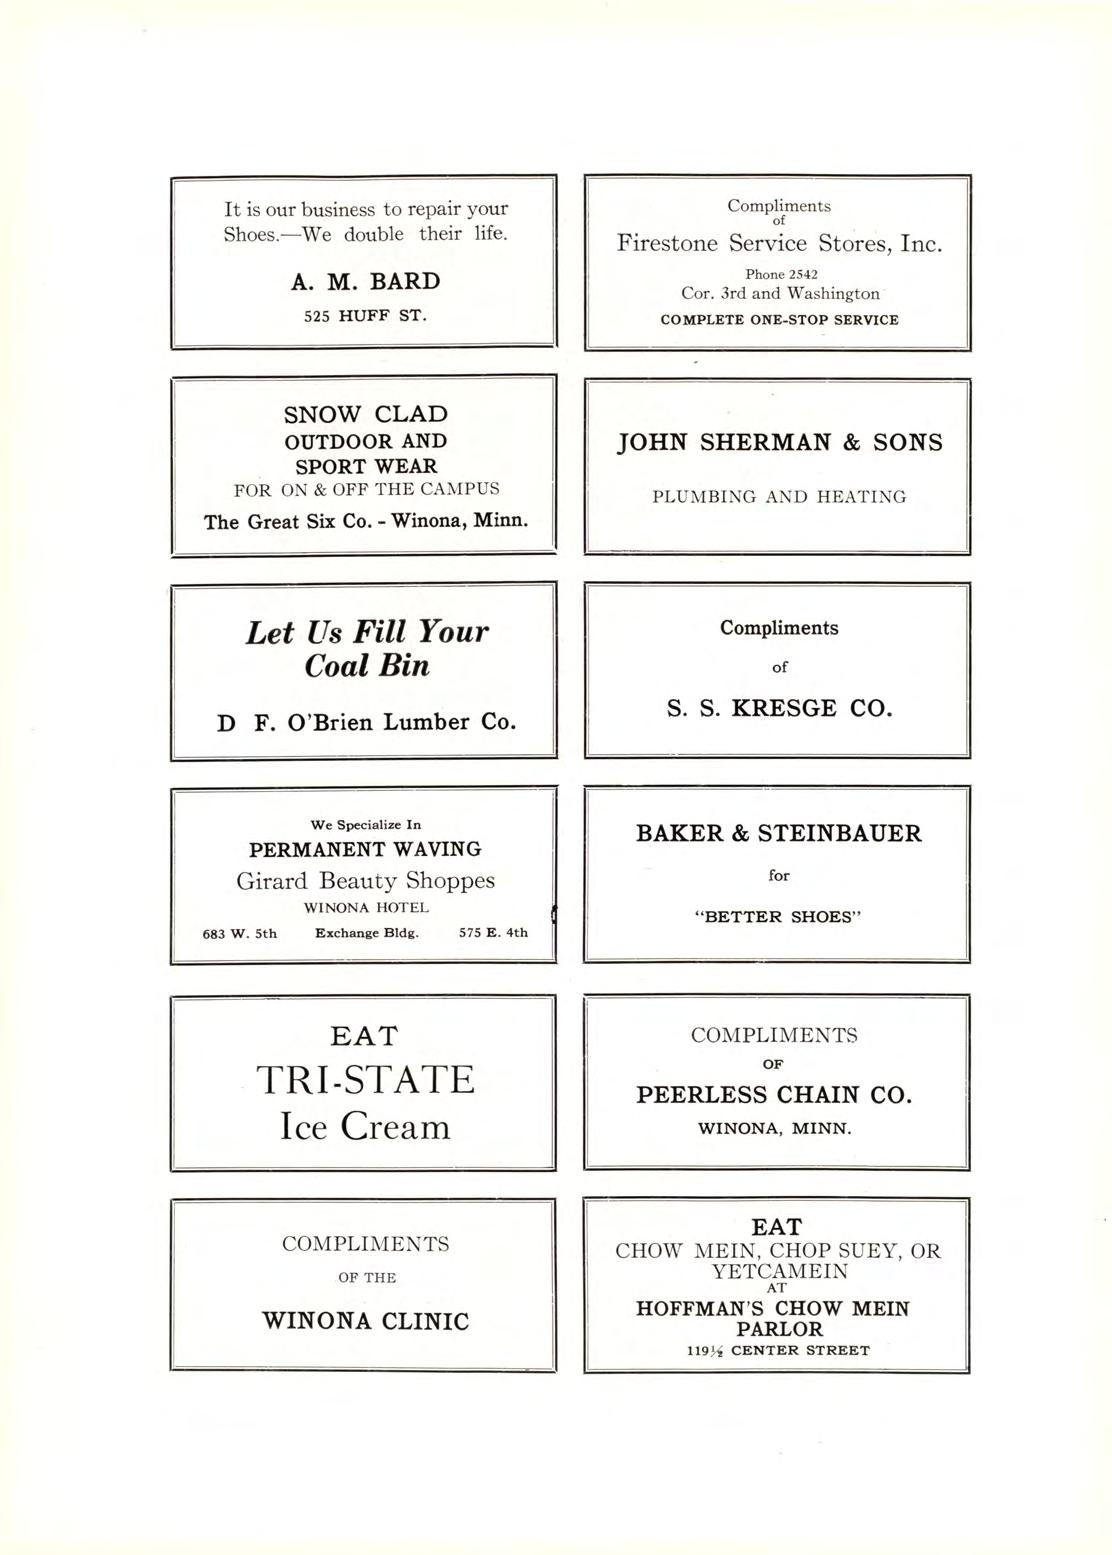 It is our business to repair your
Shoes.—We double their life.
A. M. BARD
525 HUFF ST.
Compliments
of
Firestone Service Stores, Inc.
Phone 2542
Cor. 3rd and Washington
COMPLETE ONE-STOP SERVICE
SNOW CLAD
OUTDOOR AND
SPORT WEAR
FOR ON & OFF THE CAMPUS
The Great Six Co. - Winona, Minn.
JOHN SHERMAN & SONS
PLUMBING AND HEATING
Let Us Fill Your
Coal Bin
D F. O'Brien Lumber Co.
Compliments
of
S. S. KRESGE CO.
We Specialize In
PERMANENT WAVING
Girard Beauty Shoppes
WINONA HOTEL
683 W. 5th Exchange Bldg. 575 E. 4th
BAKER & STEINBAUER
for
"BETTER SHOES"
EAT
TRI-STATE
Ice Cream
COMPLIMENTS
OF
PEERLESS CHAIN CO.
WINONA, MINN.
COMPLIMENTS
OF THE
WINONA CLINIC
EAT
CHOW MEIN, CHOP SUEY, OR
YETCAMEIN
AT
HOFFMAN'S CHOW MEIN
PARLOR
119½ CENTER STREET